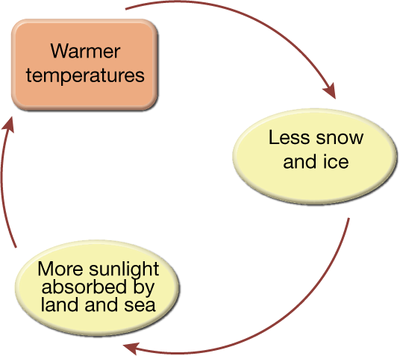 Warmer
temperatures
Less snow
and ice
More sunlight
absorbed by
land and sea